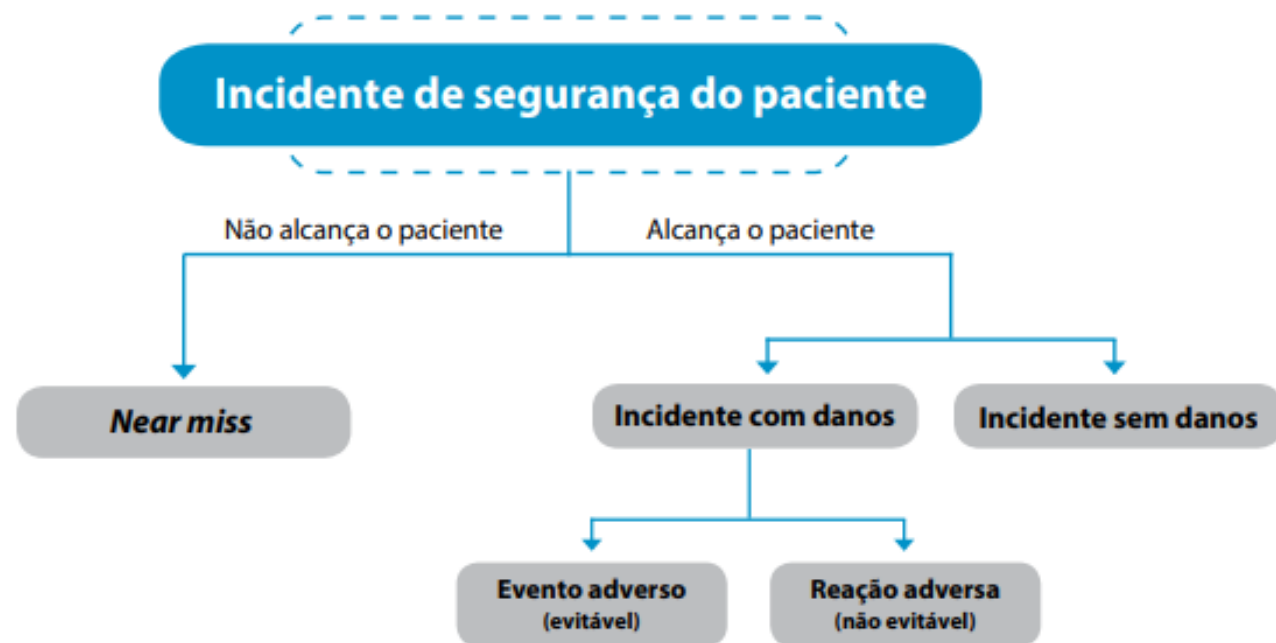 Incidente de segurança do paciente
Não alcança o paciente
Alcança o paciente
Near miss
Incidente com danos
Incidente sem danos
Evento adverso
(evitável)
Reação adversa
(não evitável)